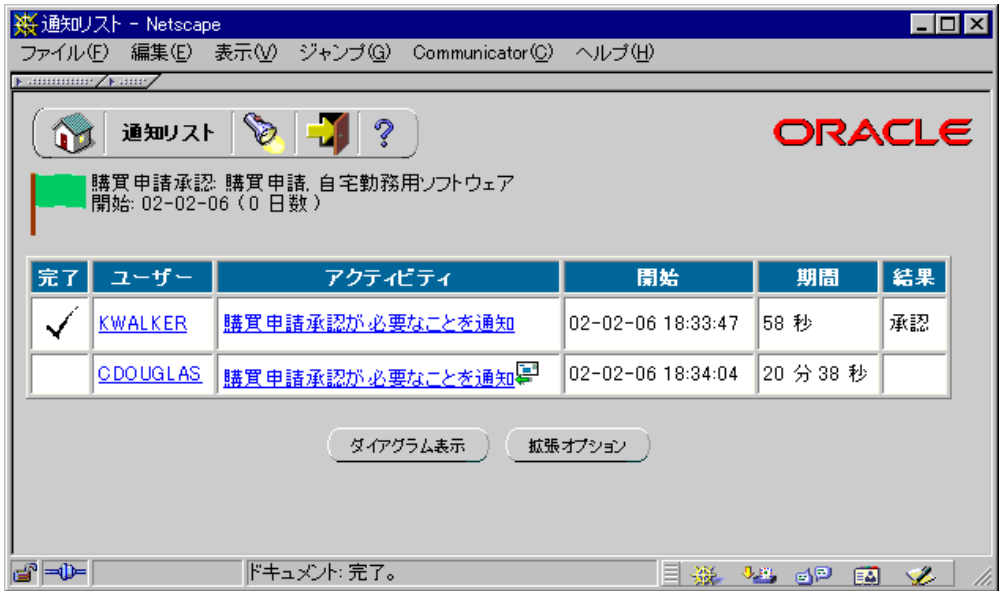 通知リスト - Netscape
ファイル(F) 編集(E) 表示(V) ジャンプ(G) Communicator(C) ヘルプ(H)
通知リスト ?
ORACLE
購買申請承認: 購買申請, 自宅勤務用ソフトウェア
開始: 02-02-06 ( 0 日数 )
完了 ユーザー アクティビティ 開始 期間 結果
KWALKER 購買申請承認が必要なことを通知 02-02-06 18:33:47 58 秒 承認
CDOUGLAS 購買申請承認が必要なことを通知 02-02-06 18:34:04 20 分 38 秒
ダイアグラム表示 拡張オプション
ドキュメント: 完了。